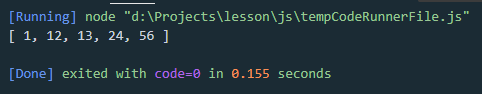 [Running] node "d:\Projects\lesson\js\tempCodeRunnerFile.js"
[ 1, 12, 13, 24, 56 ]
[Done] exited with code=0 in 0.155 seconds